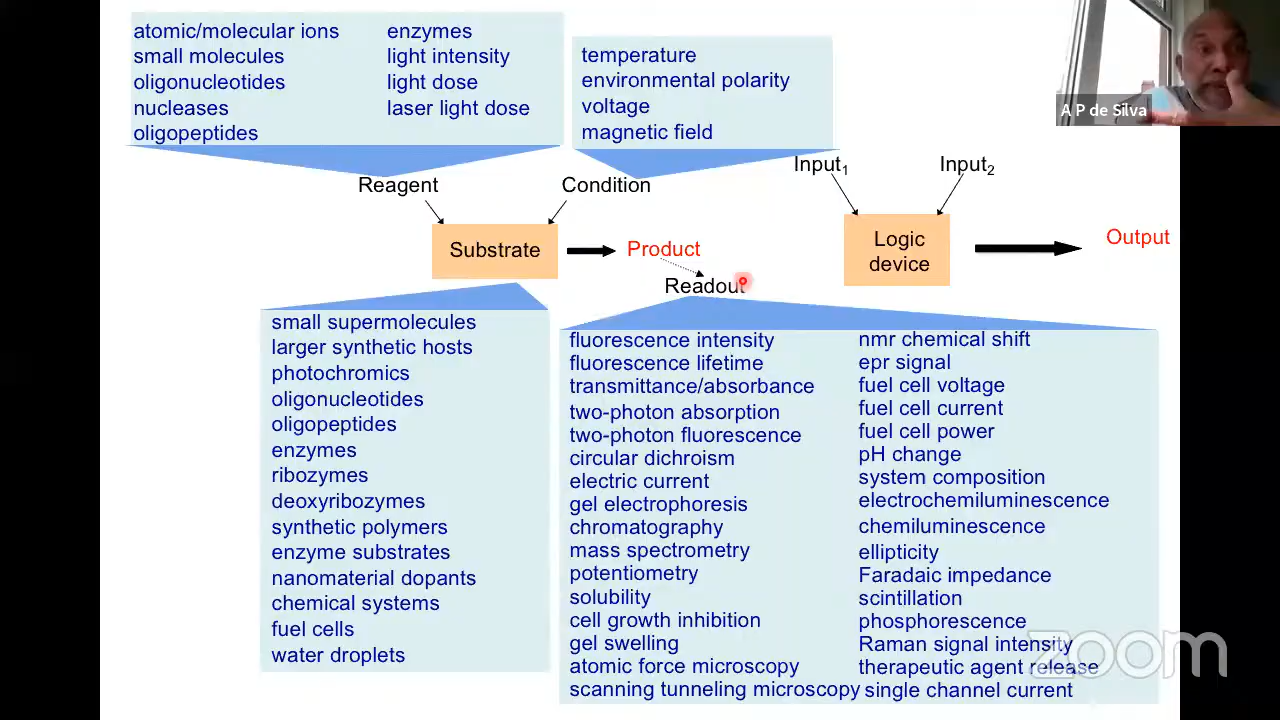 atomic/molecular ions
small molecules
oligonucleotides
nucleases
oligopeptides
enzymes
light intensity
light dose
laser light dose
temperature
environmental polarity
voltage
magnetic field
A P de Silva
Reagent
Condition
Input1
Input2
Substrate
Product
Readout
Logic
device
Output
small supermolecules
larger synthetic hosts
photochromics
oligonucleotides
oligopeptides
enzymes
ribozymes
deoxyribozymes
synthetic polymers
enzyme substrates
nanomaterial dopants
chemical systems
fuel cells
water droplets
fluorescence intensity
fluorescence lifetime
transmittance/absorbance
two-photon absorption
two-photon fluorescence
circular dichroism
electric current
gel electrophoresis
chromatography
mass spectrometry
potentiometry
solubility
cell growth inhibition
gel swelling
atomic force microscopy
scanning tunneling microscopy
nmr chemical shift
epr signal
fuel cell voltage
fuel cell current
fuel cell power
pH change
system composition
electrochemiluminescence
chemiluminescence
ellipticity
Faradaic impedance
scintillation
phosphorescence
Raman signal intensity
therapeutic agent release
single channel current
zoom